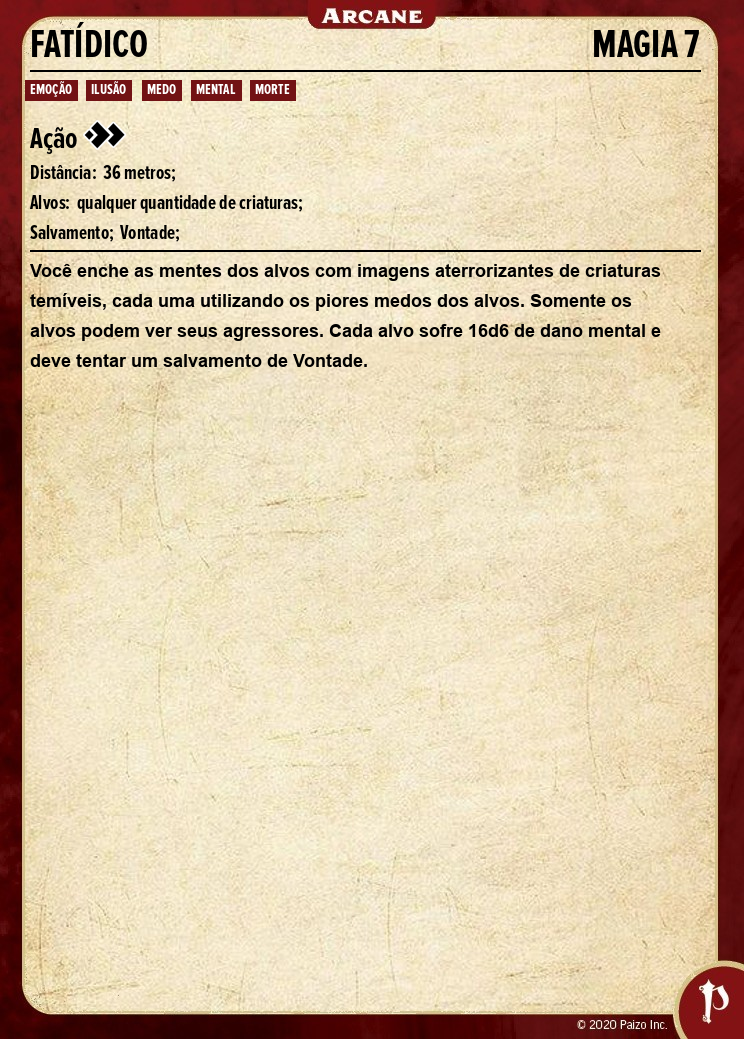 ARCANE
FATÍDICO MAGIA 7
EMOÇÃO ILUSÃO MEDO MENTAL MORTE
Ação
Distância: 36 metros;
Alvos: qualquer quantidade de criaturas;
Salvamento; Vontade;
Você enche as mentes dos alvos com imagens aterrorizantes de criaturas
temíveis, cada uma utilizando os piores medos dos alvos. Somente os
alvos podem ver seus agressores. Cada alvo sofre 16d6 de dano mental e
deve tentar um salvamento de Vontade.
© 2020 Paizo Inc.